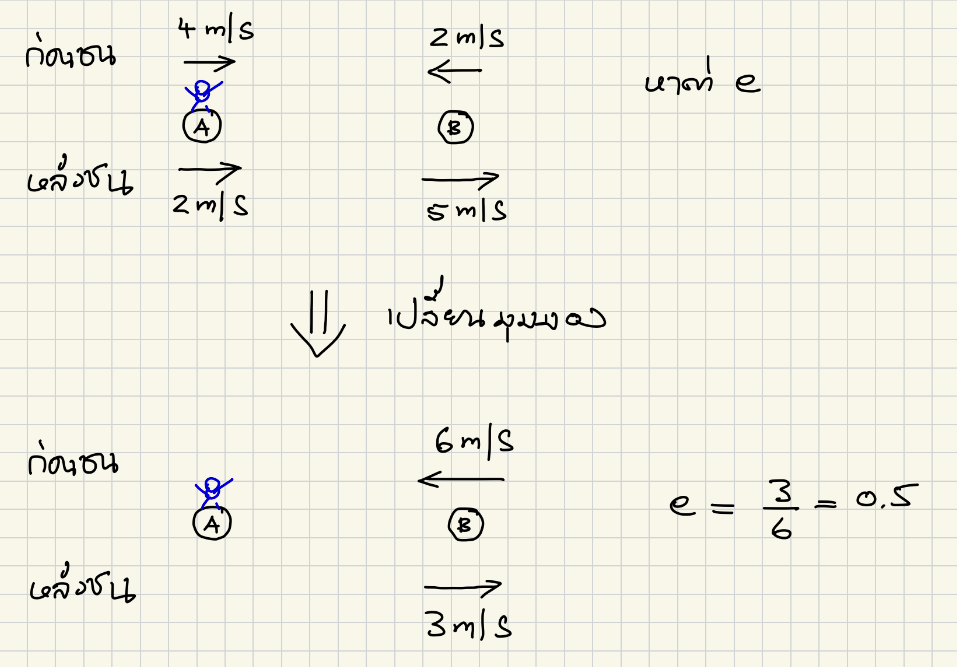 ก่อนชน 4 m/s 2 m/s
หาค่า e
A B
หลังชน 2 m/s 5 m/s
เปลี่ยนมุมมอง
ก่อนชน 6 m/s
A B
e = 3/6 = 0.5
หลังชน 3 m/s